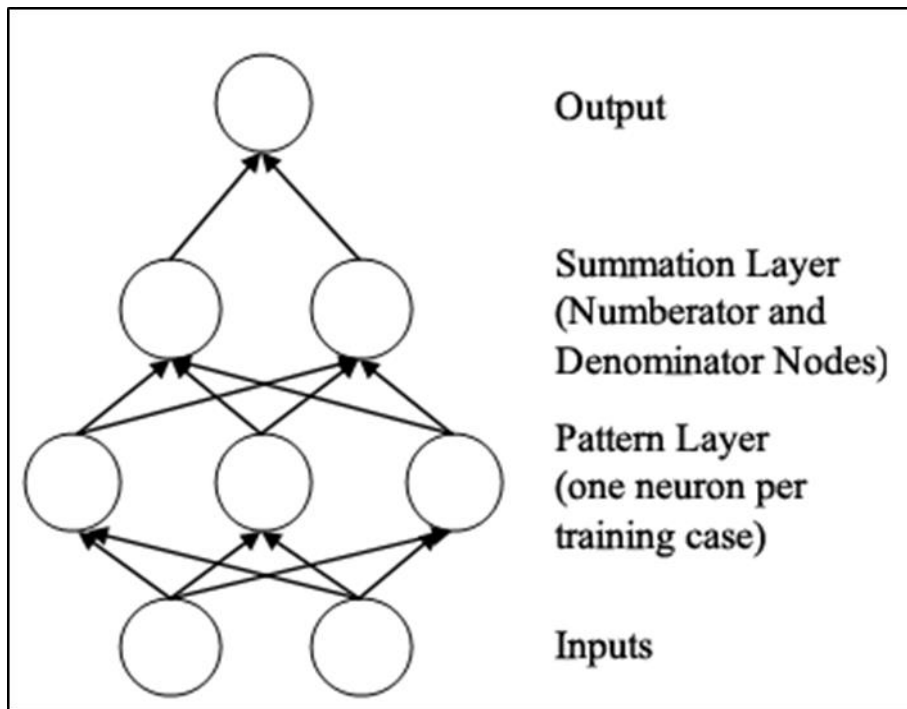 Output
Summation Layer
(Numberator and
Denominator Nodes)
Pattern Layer
(one neuron per
training case)
Inputs